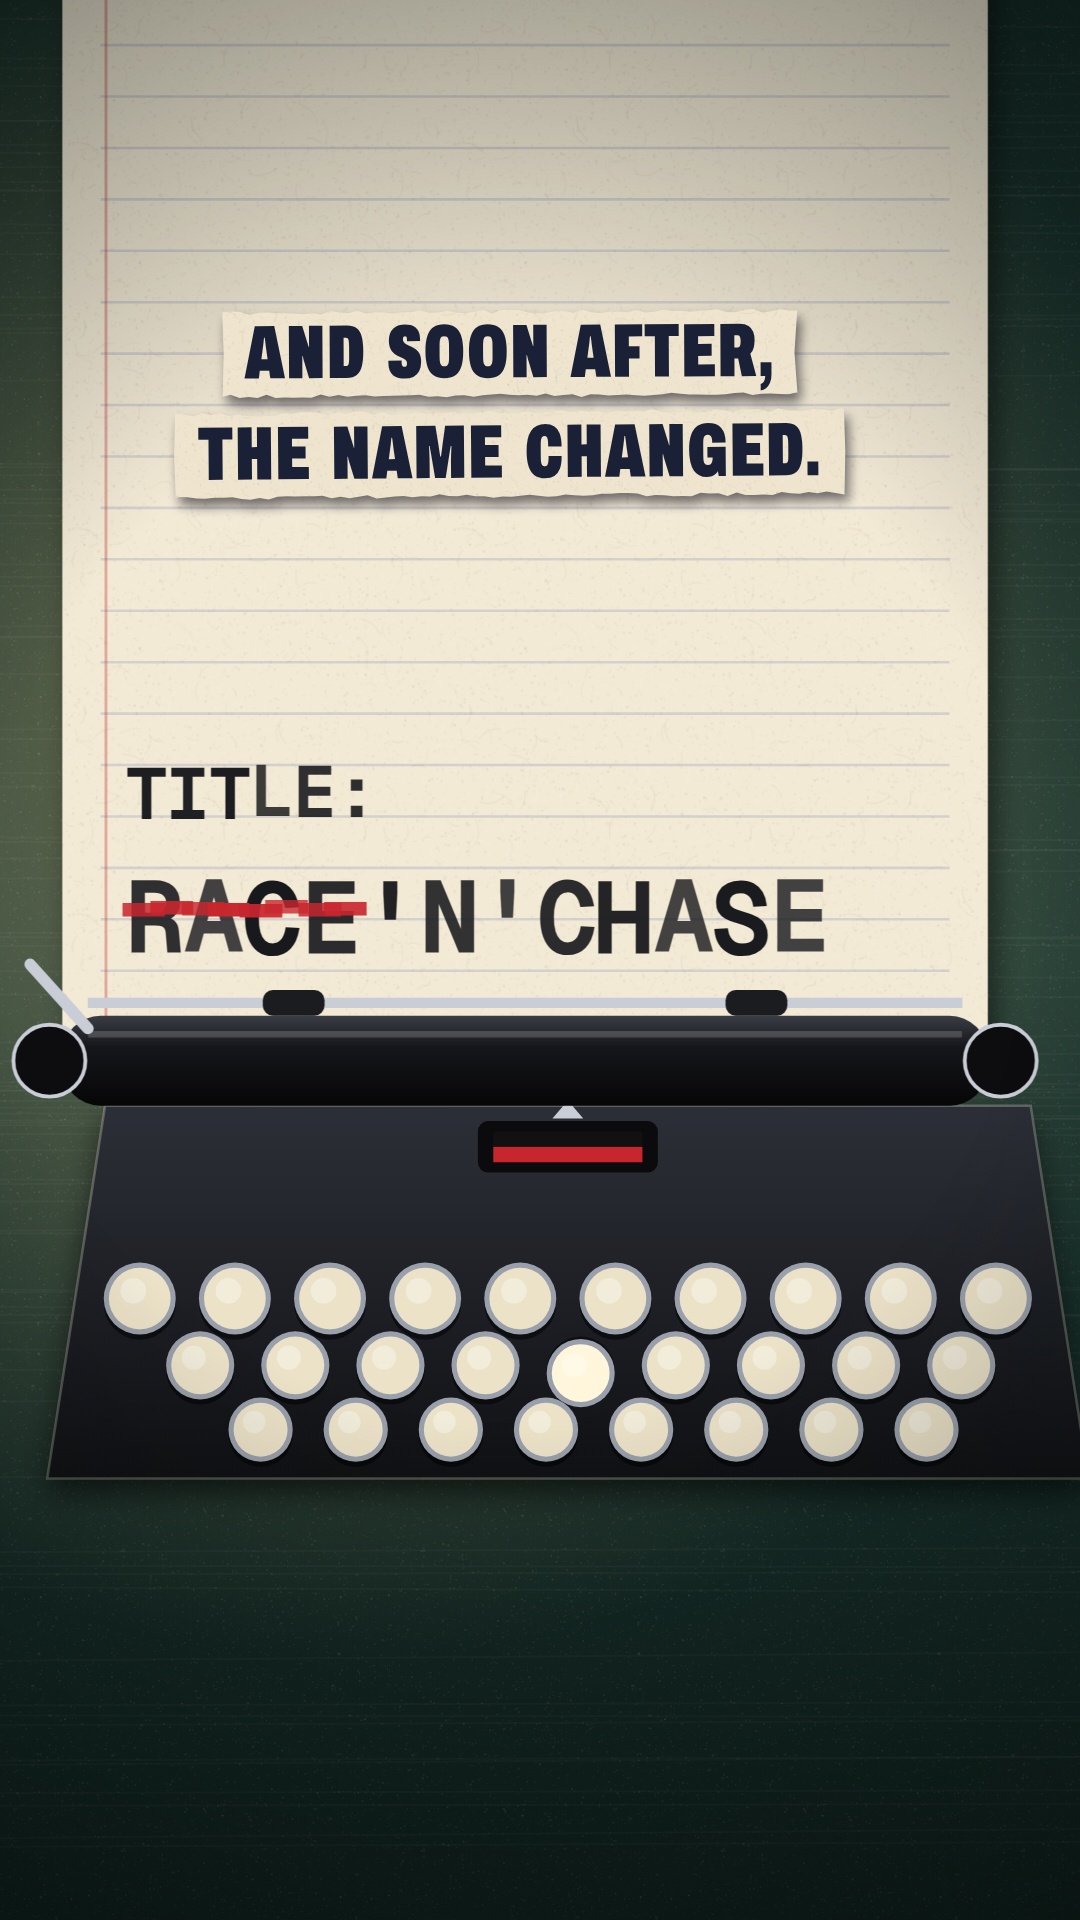 AND SOON AFTER,
THE NAME CHANGED.
TITLE:
RACE'N'CHASE